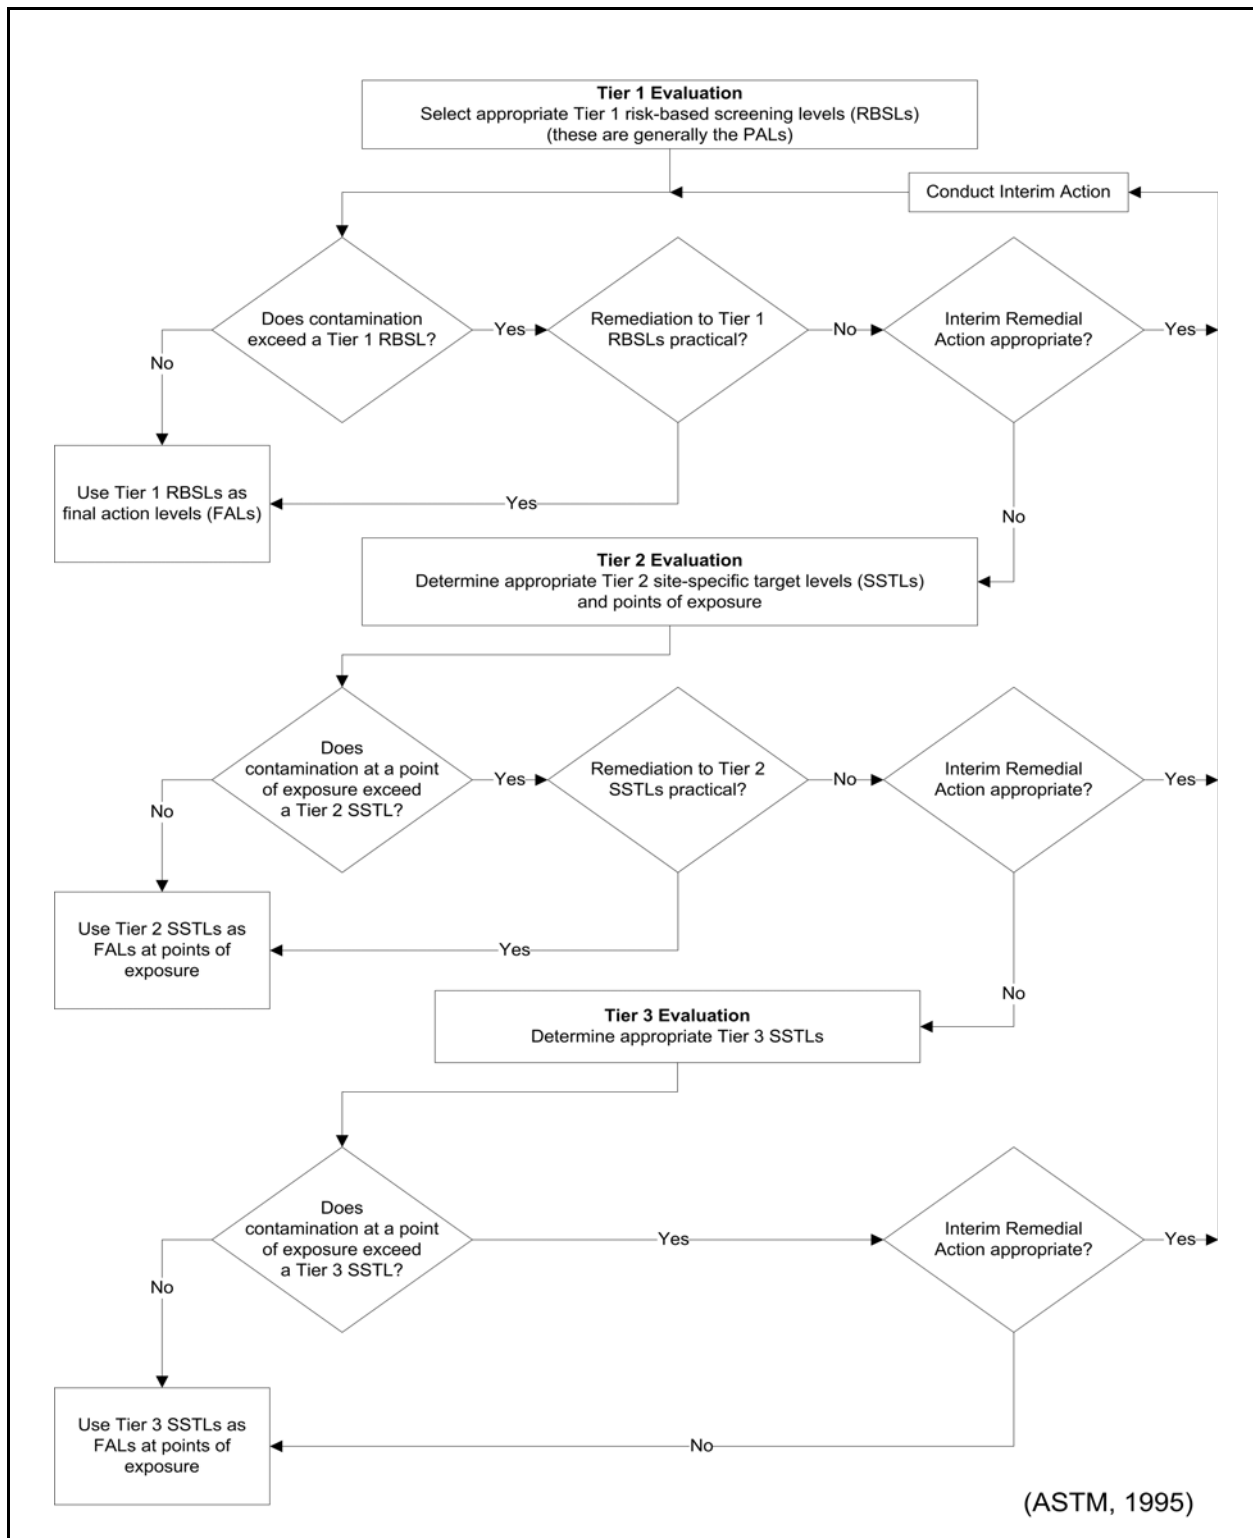 Tier 1 Evaluation
Select appropriate Tier 1 risk-based screening levels (RBSLs)
(these are generally the PALs)
Conduct Interim Action
Does contamination
exceed a Tier 1 RBSL?
Yes
Remediation to Tier 1
RBSLs practical?
No
Interim Remedial
Action appropriate?
Yes
No
Use Tier 1 RBSLs as
final action levels (FALs)
Yes
No
Tier 2 Evaluation
Determine appropriate Tier 2 site-specific target levels (SSTLs)
and points of exposure
Does
contamination at a point
of exposure exceed
a Tier 2 SSTL?
Yes
Remediation to Tier 2
SSTLs practical?
No
Interim Remedial
Action appropriate?
Yes
No
Use Tier 2 SSTLs as
FALs at points of
exposure
Yes
No
Tier 3 Evaluation
Determine appropriate Tier 3 SSTLs
Does
contamination at a point
of exposure exceed
a Tier 3 SSTL?
Yes
Interim Remedial
Action appropriate?
Yes
No
Use Tier 3 SSTLs as
FALs at points of
exposure
No
(ASTM, 1995)